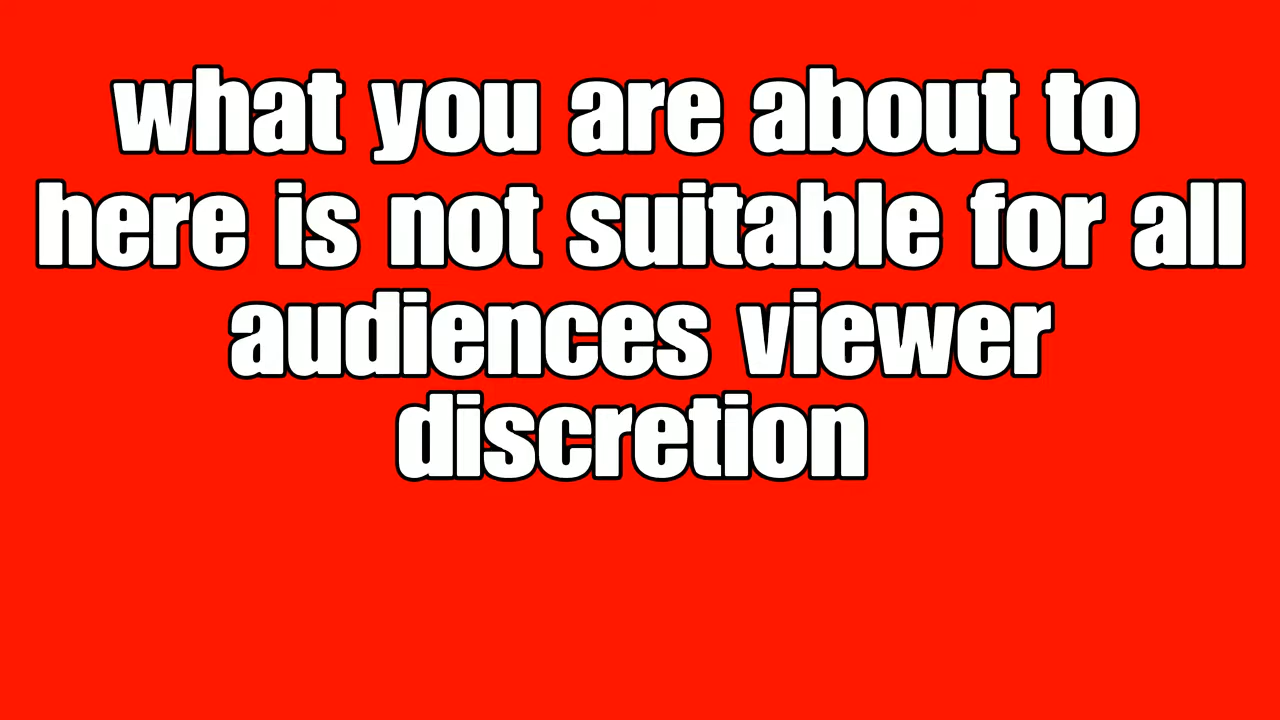 what you are about to
here is not suitable for all
audiences viewer
discretion